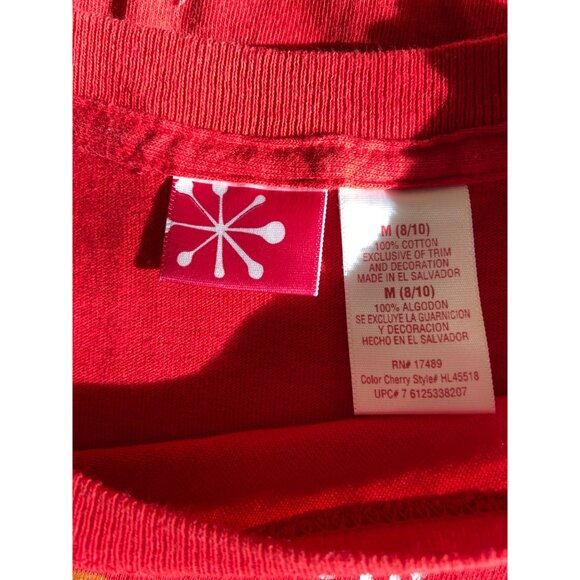 M (8/10)
100% COTTON
EXCLUSIVE OF TRIM
AND DECORATION
MADE IN EL SALVADOR
M (8/10)
100% ALGODON
SE EXCLUYE LA GUARNICION
Y DECORACION
HECHO EN EL SALVADOR
RN# 17489
Color Cherry Style# HL45518
UPC# 7 6125338207